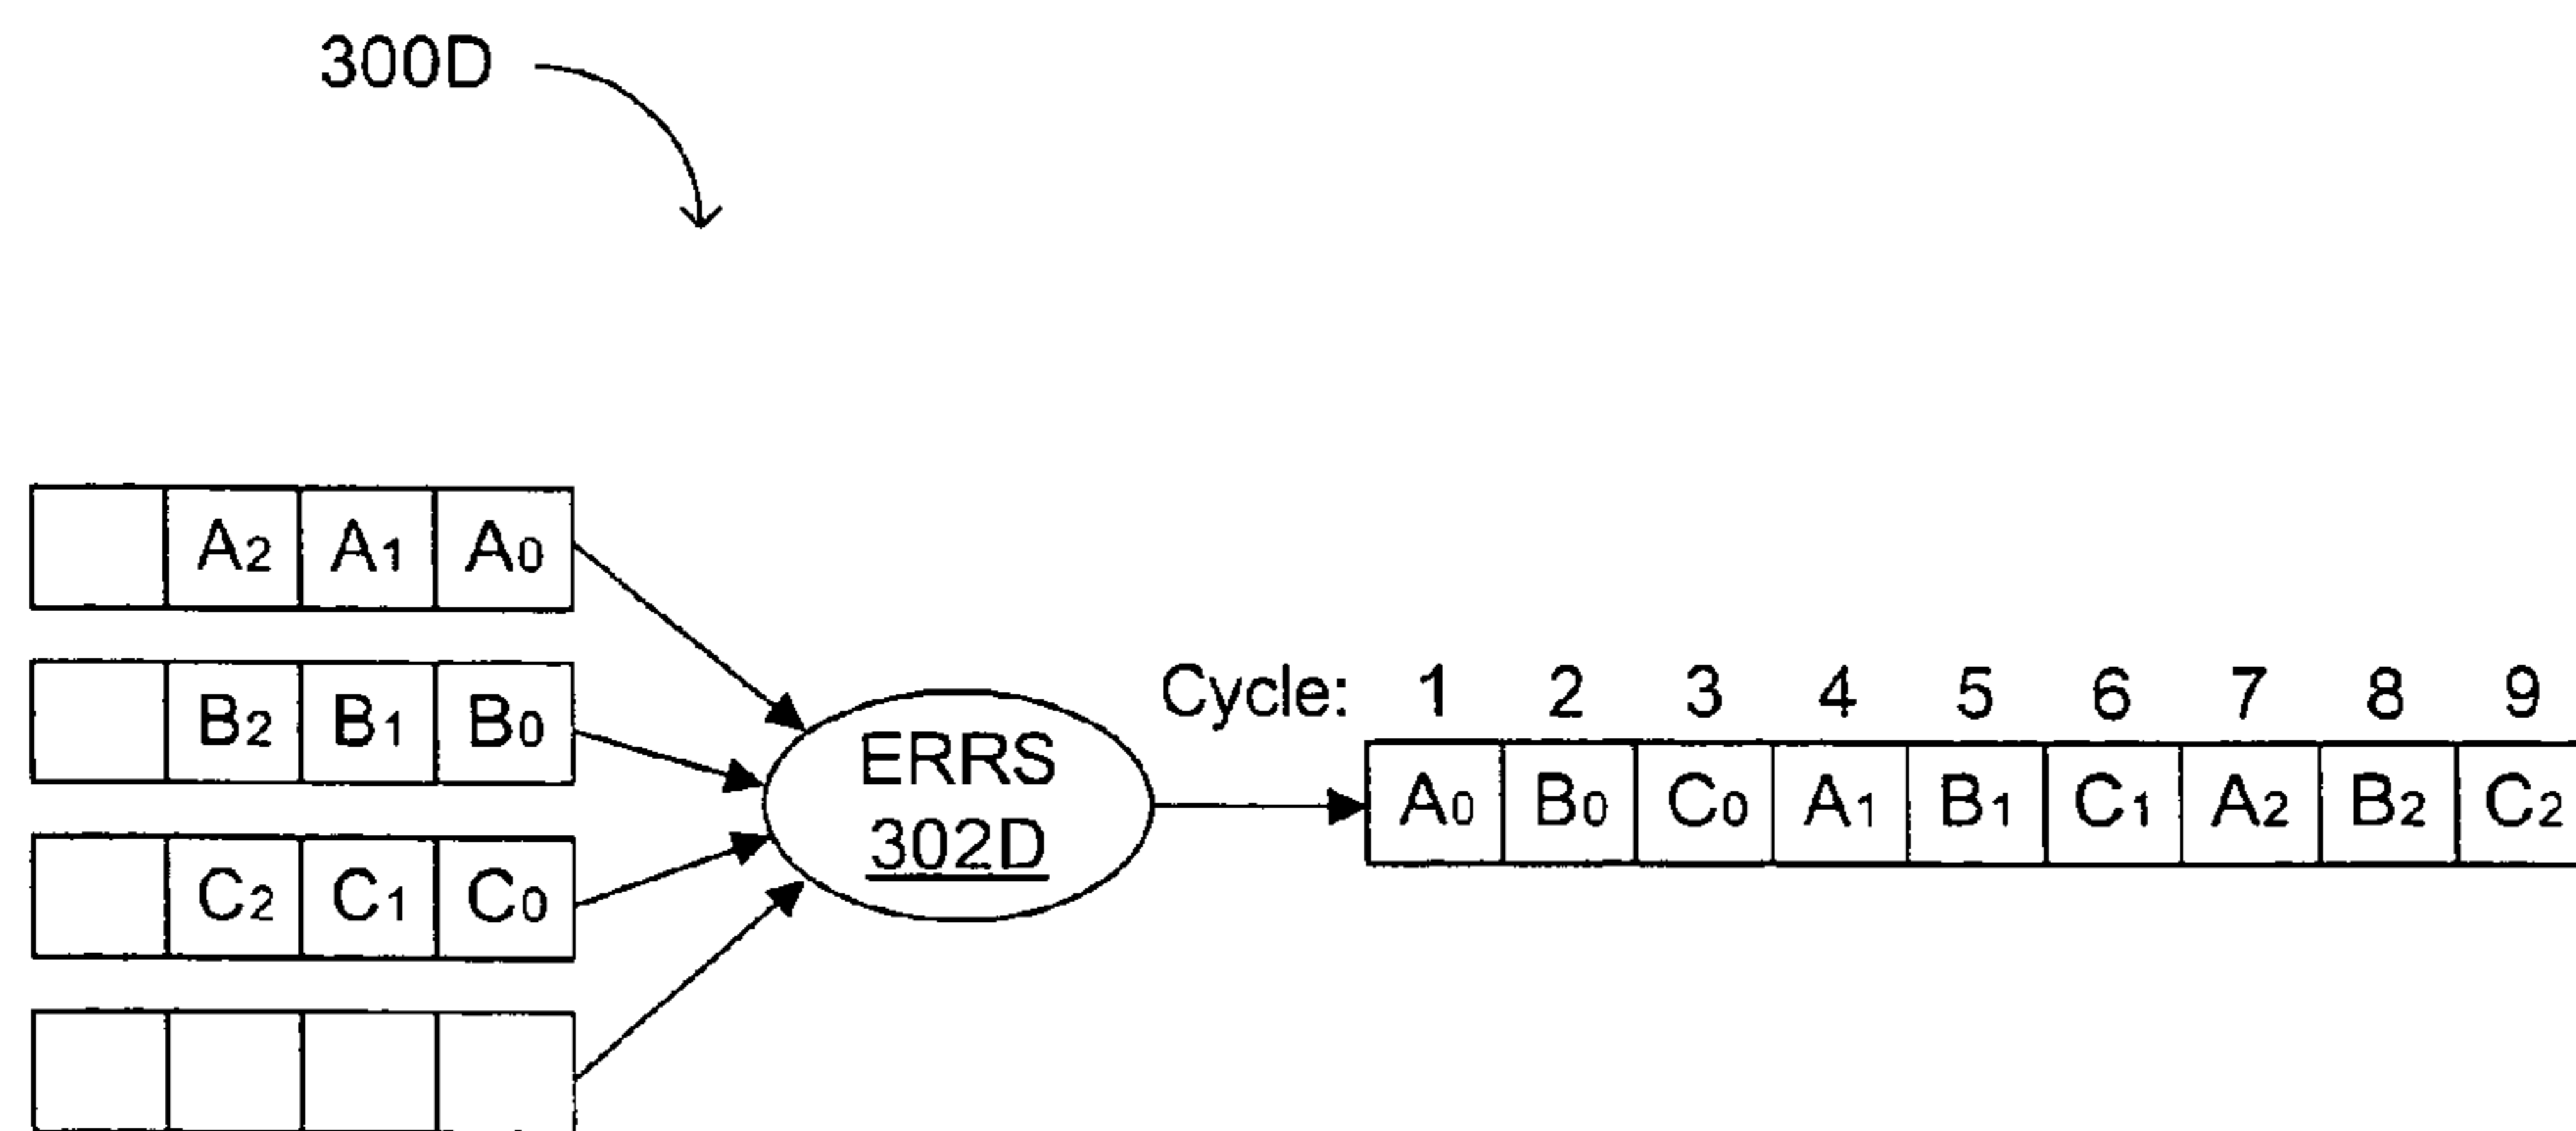 300D
A2 A1 A0
B2 B1 B0
C2 C1 C0
ERRS
302D
Cycle: 1 2 3 4 5 6 7 8 9
A0 B0 C0 A1 B1 C1 A2 B2 C2